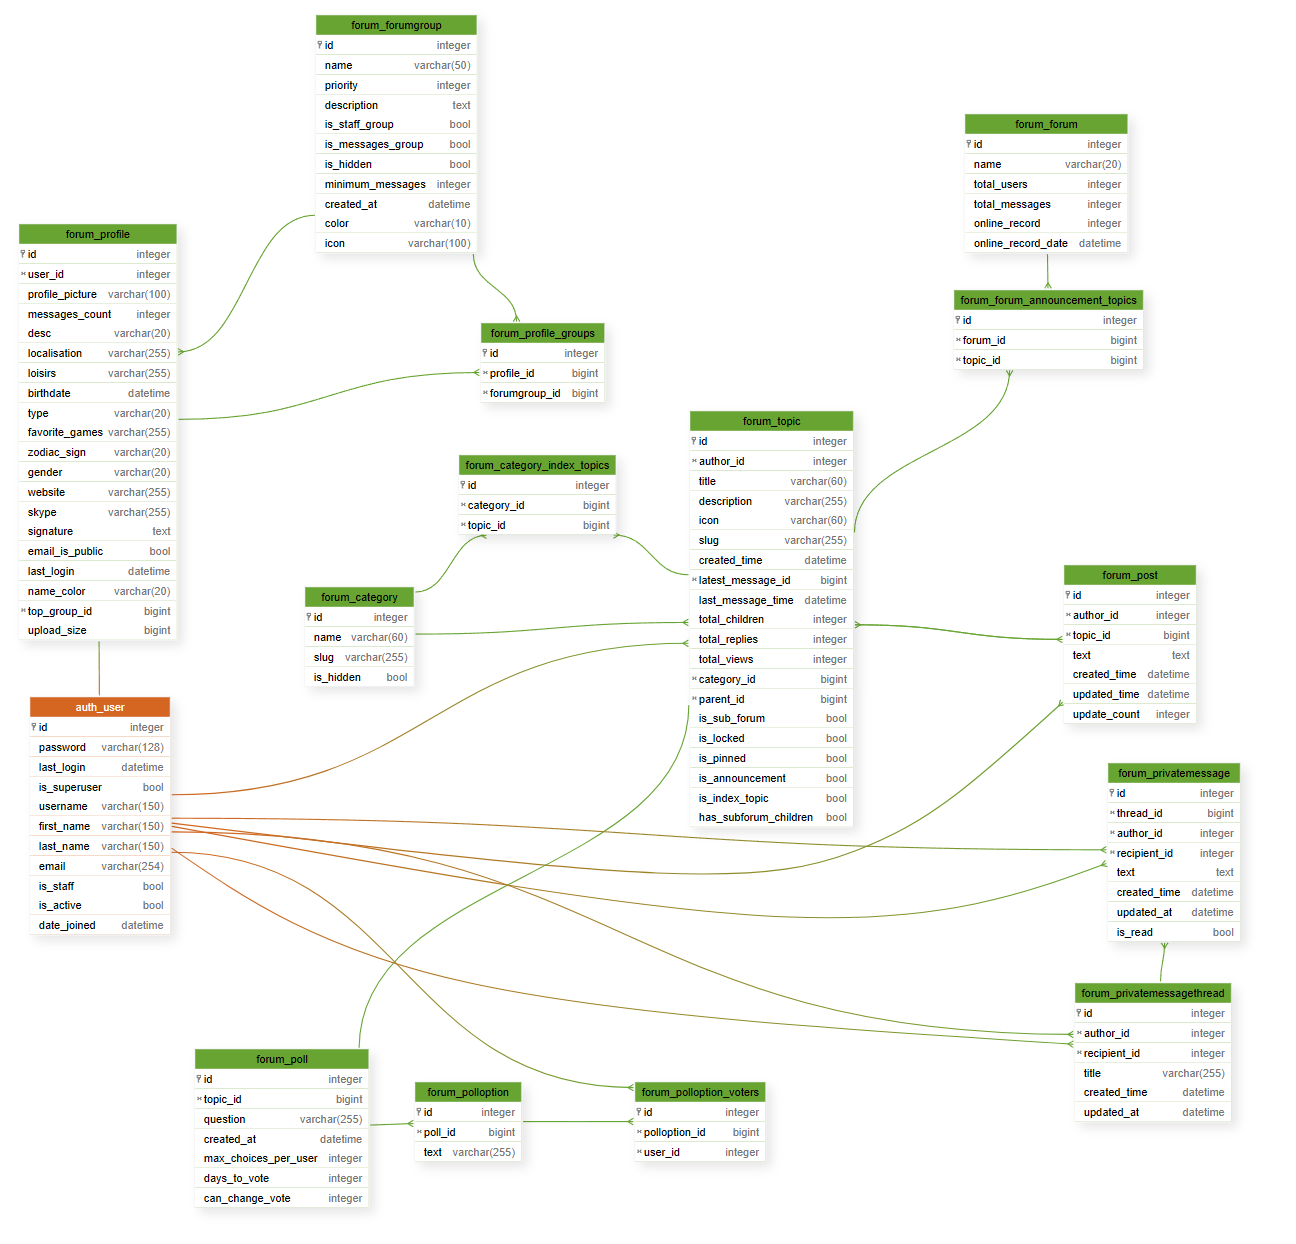 forum_forumgroup
id integer
name varchar(50)
priority integer
description text
is_staff_group bool
is_messages_group bool
is_hidden bool
minimum_messages integer
created_at datetime
color varchar(10)
icon varchar(100)
forum_forum
id integer
name varchar(20)
total_users integer
total_messages integer
online_record integer
online_record_date datetime
forum_profile
id integer
user_id integer
profile_picture varchar(100)
messages_count integer
desc varchar(20)
localisation varchar(255)
loisirs varchar(255)
birthdate datetime
type varchar(20)
favorite_games varchar(255)
zodiac_sign varchar(20)
gender varchar(20)
website varchar(255)
skype varchar(255)
signature text
email_is_public bool
last_login datetime
name_color varchar(20)
top_group_id bigint
upload_size bigint
forum_forum_announcement_topics
id integer
forum_id bigint
topic_id bigint
forum_profile_groups
id integer
profile_id bigint
forumgroup_id bigint
forum_topic
id integer
author_id integer
title varchar(60)
description varchar(255)
icon varchar(60)
slug varchar(255)
created_time datetime
latest_message_id bigint
last_message_time datetime
total_children integer
total_replies integer
total_views integer
category_id bigint
parent_id bigint
is_sub_forum bool
is_locked bool
is_pinned bool
is_announcement bool
is_index_topic bool
has_subforum_children bool
forum_category_index_topics
id integer
category_id bigint
topic_id bigint
forum_category
id integer
name varchar(60)
slug varchar(255)
is_hidden bool
forum_post
id integer
author_id integer
topic_id bigint
text text
created_time datetime
updated_time datetime
update_count integer
auth_user
id integer
password varchar(128)
last_login datetime
is_superuser bool
username varchar(150)
first_name varchar(150)
last_name varchar(150)
email varchar(254)
is_staff bool
is_active bool
date_joined datetime
forum_privatemessage
id integer
thread_id bigint
author_id integer
recipient_id integer
text text
created_time datetime
updated_at datetime
is_read bool
forum_privatemessagethread
id integer
author_id integer
recipient_id integer
title varchar(255)
created_time datetime
updated_at datetime
forum_poll
id integer
topic_id bigint
question varchar(255)
created_at datetime
max_choices_per_user integer
days_to_vote integer
can_change_vote integer
forum_polloption
id integer
poll_id bigint
text varchar(255)
forum_polloption_voters
id integer
polloption_id bigint
user_id integer